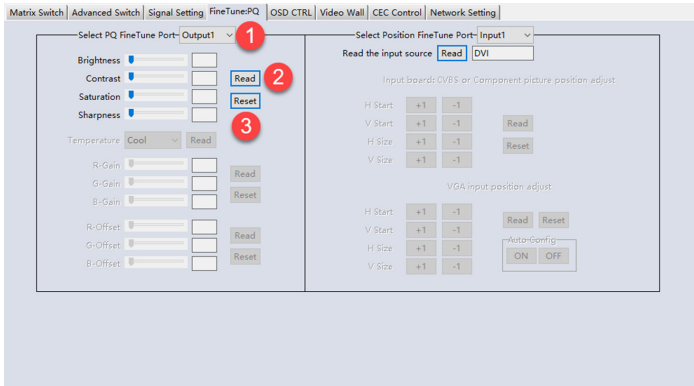 Matrix Switch Advanced Switch Signal Setting FineTune:PQ OSD CTRL Video Wall CEC Control Network Setting
Select PQ FineTune Port Output1 1
Brightness
Contrast Read 2
Saturation Reset
Sharpness 3
Temperature Cool Read
R-Gain Read
G-Gain
B-Gain Reset
R-Offset Read
G-Offset
B-Offset Reset
Select Position FineTune Port Input1
Read the input source Read DVI
Input board: CVBS or Component picture position adjust
H Start +1 -1
V Start +1 -1 Read
H Size +1 -1 Reset
V Size +1 -1
VGA input position adjust
H Start +1 -1 Read Reset
V Start +1 -1
Auto Config
H Size +1 -1 ON OFF
V Size +1 -1